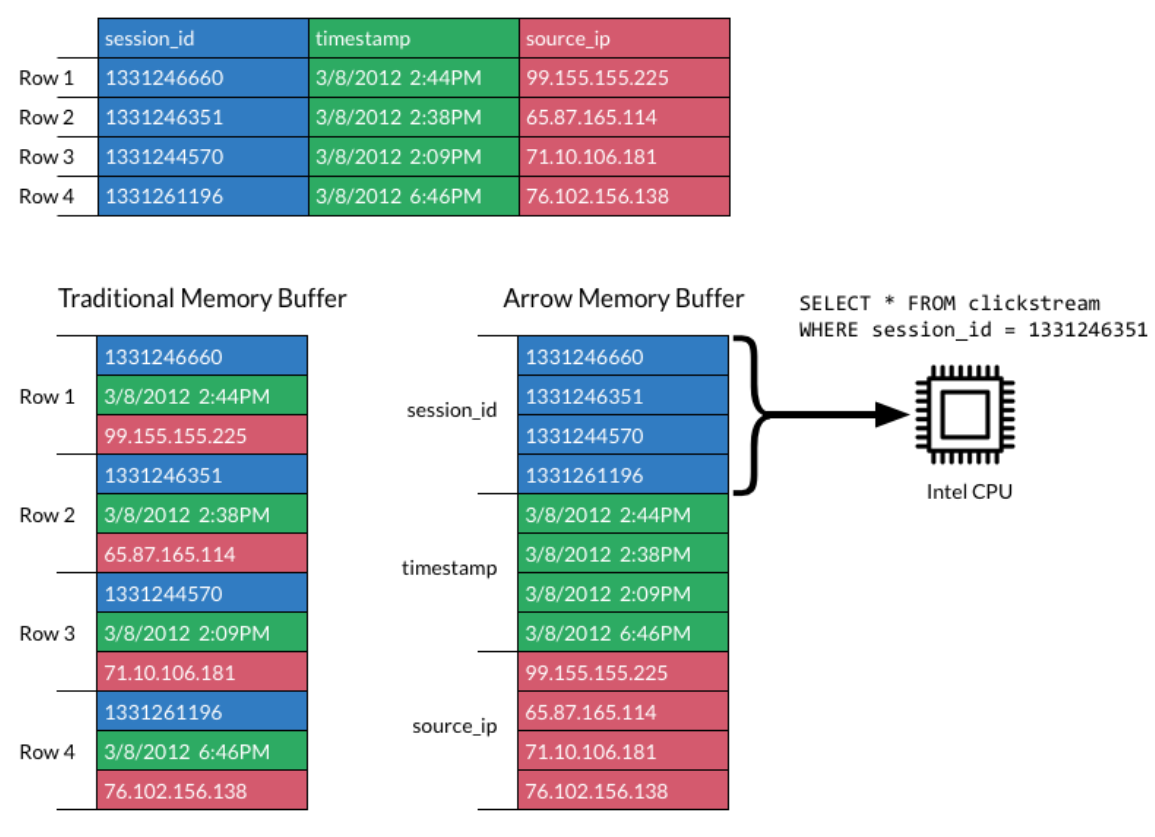 session_id timestamp source_ip
Row 1 1331246660 3/8/2012 2:44PM 99.155.155.225
Row 2 1331246351 3/8/2012 2:38PM 65.87.165.114
Row 3 1331244570 3/8/2012 2:09PM 71.10.106.181
Row 4 1331261196 3/8/2012 6:46PM 76.102.156.138
Traditional Memory Buffer
Row 1
1331246660
3/8/2012 2:44PM
99.155.155.225
Row 2
1331246351
3/8/2012 2:38PM
65.87.165.114
Row 3
1331244570
3/8/2012 2:09PM
71.10.106.181
Row 4
1331261196
3/8/2012 6:46PM
76.102.156.138
Arrow Memory Buffer
session_id
1331246660
1331246351
1331244570
1331261196
timestamp
3/8/2012 2:44PM
3/8/2012 2:38PM
3/8/2012 2:09PM
3/8/2012 6:46PM
source_ip
99.155.155.225
65.87.165.114
71.10.106.181
76.102.156.138
SELECT * FROM clickstream
WHERE session_id = 1331246351
Intel CPU